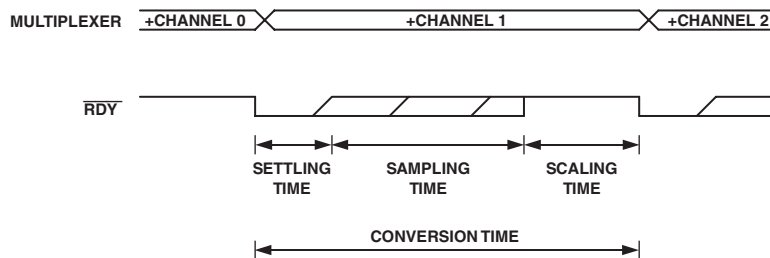 MULTIPLEXER
+CHANNEL 0
+CHANNEL 1
+CHANNEL 2
RDY
SETTLING
TIME
SAMPLING
TIME
SCALING
TIME
CONVERSION TIME